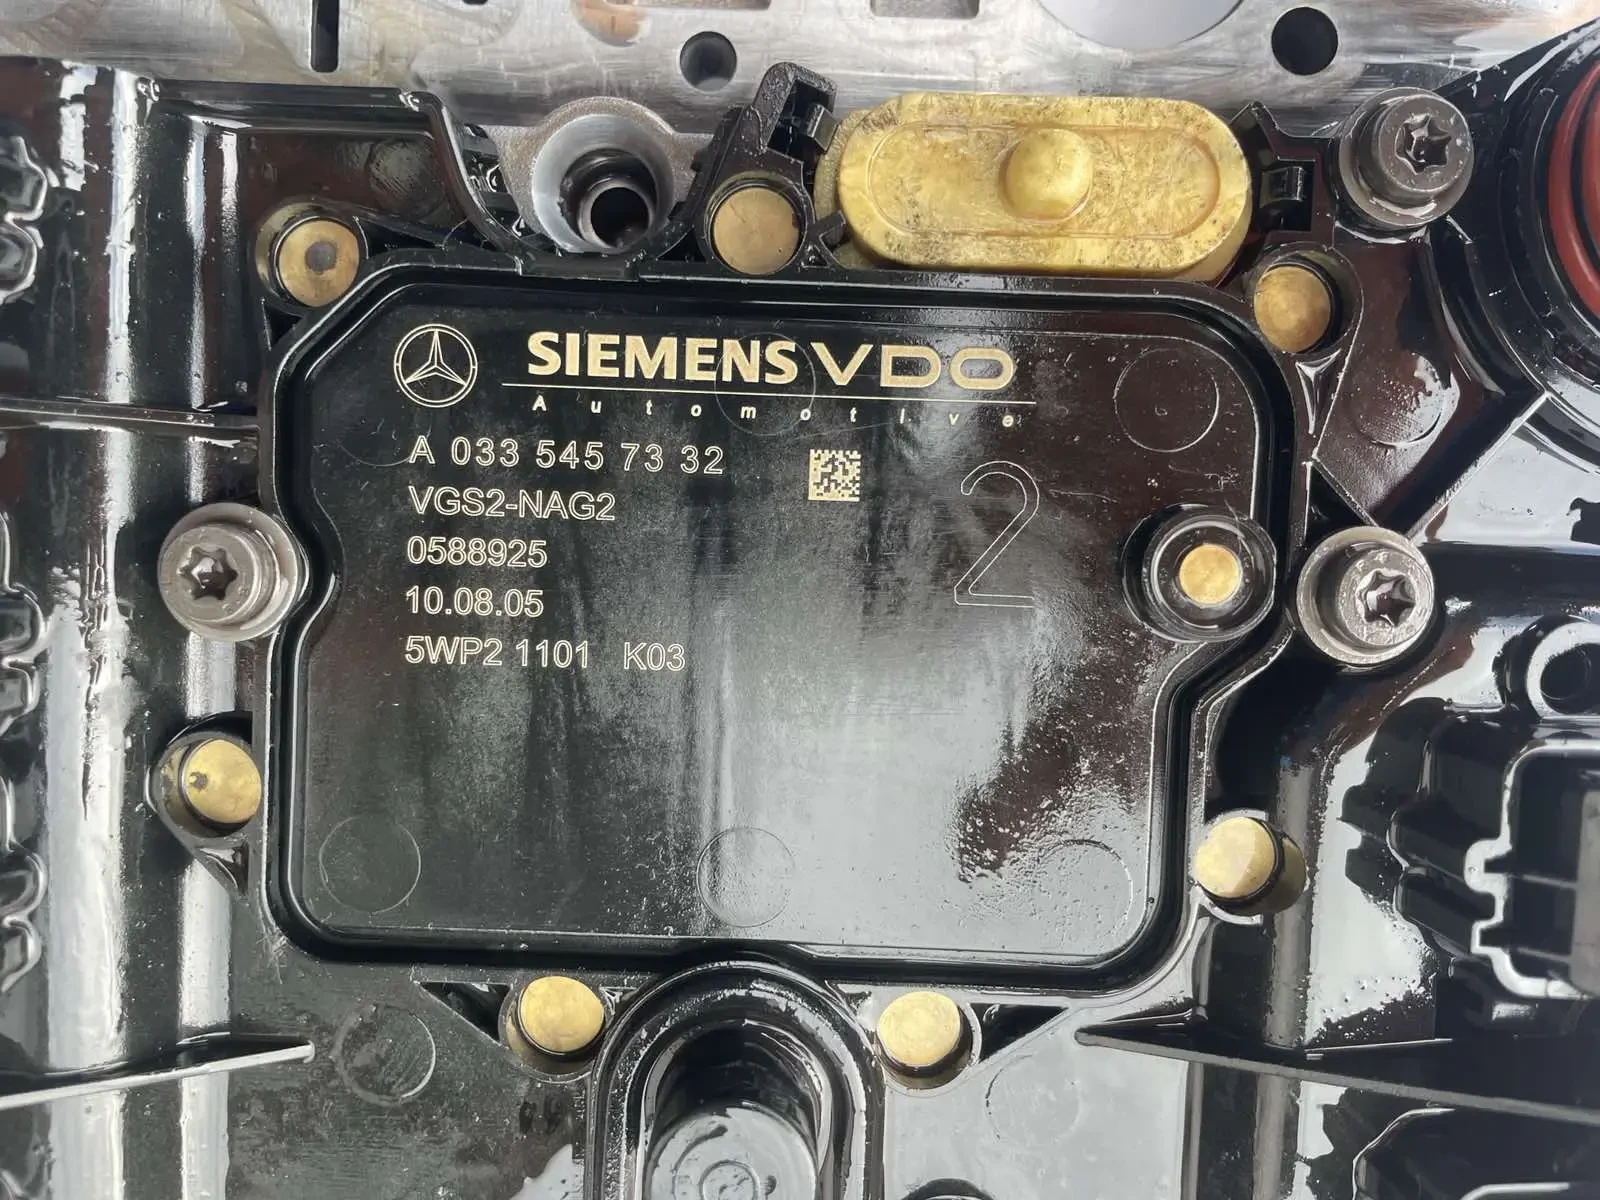 SIEMENS VDO
Automotive
A 033 545 73 32
VGS2-NAG2
0588925
10.08.05
5WP2 1101 K03
2